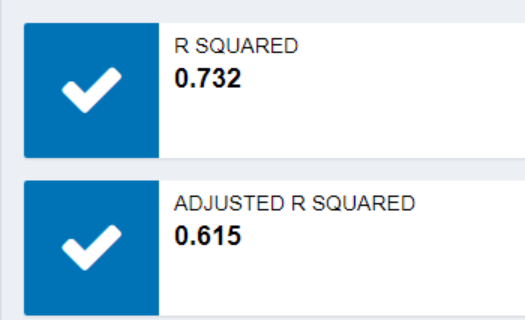 R SQUARED
0.732
ADJUSTED R SQUARED
0.615